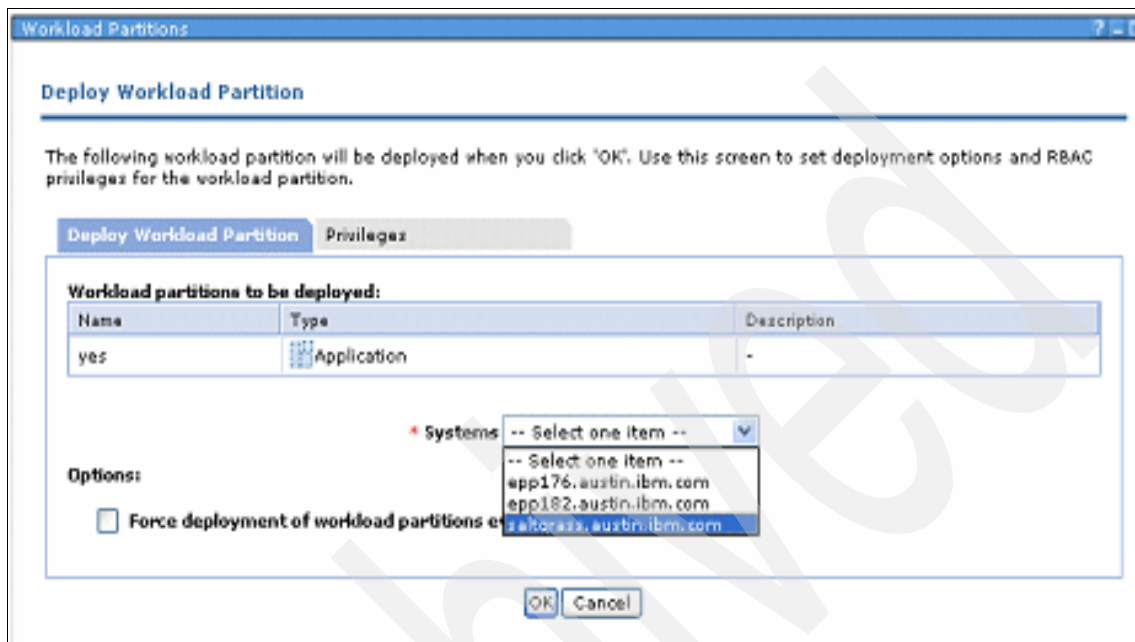 Workload Partitions
Deploy Workload Partition
The following workload partition will be deployed when you click "OK". Use this screen to set deployment options and RBAC
privileges for the workload partition.
Deploy Workload Partition Privileges
Workload partitions to be deployed:
Name Type Description
yes Application -
* Systems -- Select one item --
-- Select one item --
Options:
epp176.austin.ibm.com
epp182.austin.ibm.com
Force deployment of workload partitions
saltgrass.austin.ibm.com
OK Cancel